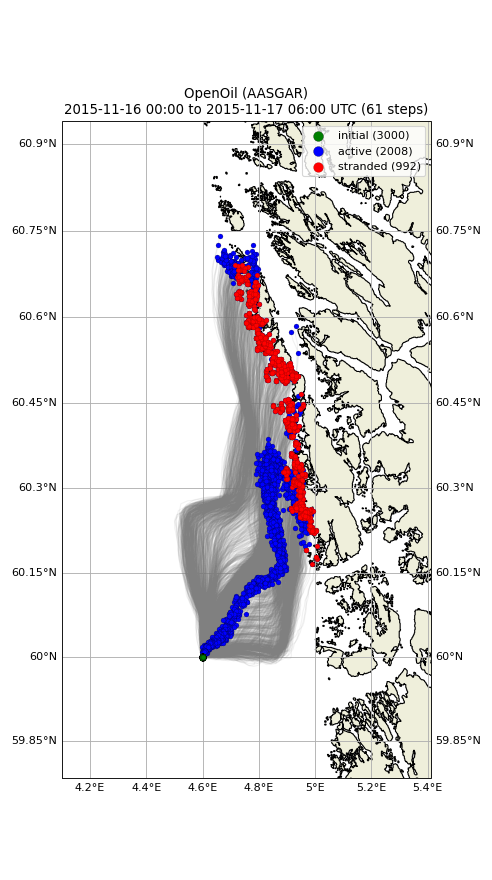 OpenOil (AASGAR)
2015-11-16 00:00 to 2015-11-17 06:00 UTC (61 steps)
initial (3000)
active (2008)
stranded (992)
60.9°N 60.9°N
60.75°N 60.75°N
60.6°N 60.6°N
60.45°N 60.45°N
60.3°N 60.3°N
60.15°N 60.15°N
60°N 60°N
59.85°N 59.85°N
4.2°E 4.4°E 4.6°E 4.8°E 5°E 5.2°E 5.4°E